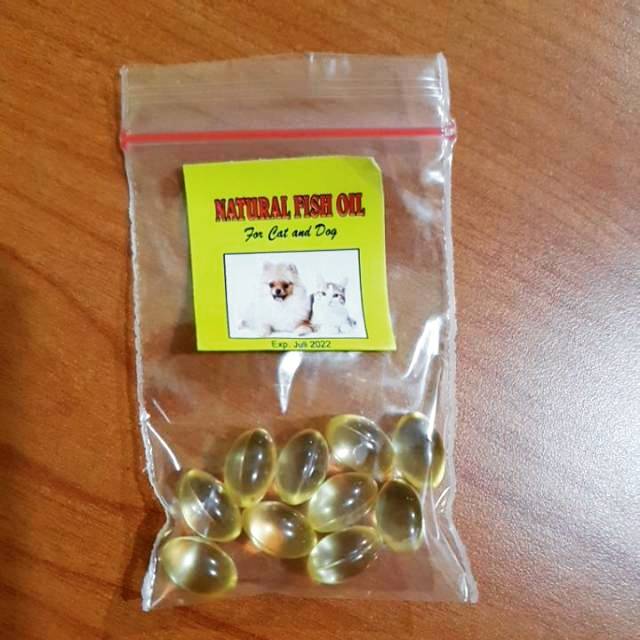 NATURAL FISH OIL
For Cat and Dog
Exp. Juli 2022